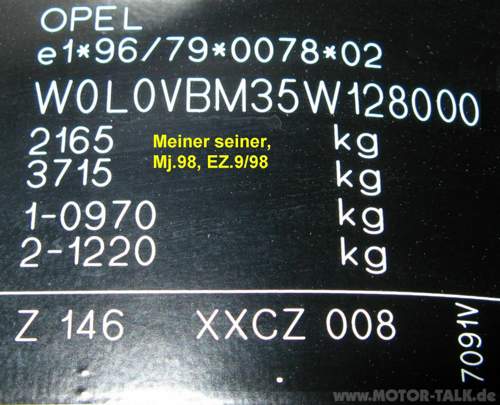 OPEL
e1*96/79*0078*02
W0L0VBM35W128000
2165 kg
3715 kg
1-0970 kg
2-1220 kg
Meiner seiner,
Mj.98, EZ.9/98
Z 146 XXCZ 008
7091V
www.MOTOR-TALK.de